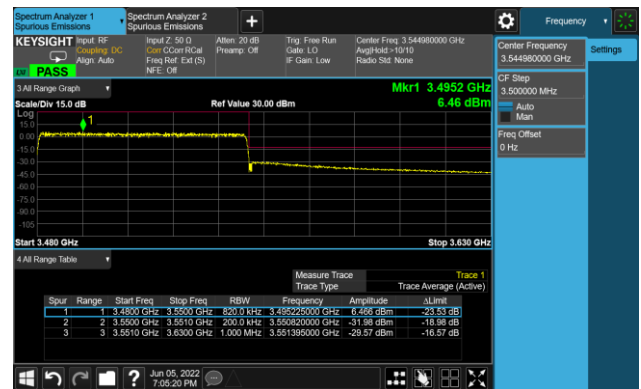 Spectrum Analyzer 1
Spurious Emissions
Spectrum Analyzer 2
Spurious Emissions
Frequency
KEYSIGHT
Input: RF
Coupling: DC
Align: Auto
Input Z: 50 Ω
Corr CCorr RCal
Freq Ref: Ext (S)
NFE: Off
Atten: 20 dB
Preamp: Off
Trig: Free Run
Gate: LO
IF Gain: Low
Center Freq: 3.544980000 GHz
Avg|Hold:>10/10
Radio Std: None
PASS
3 All Range Graph
Mkr1 3.4952 GHz
Scale/Div 15.0 dB
Ref Value 30.00 dBm
6.46 dBm
Log
15.0
0.00
-15.0
-30.0
-45.0
-60.0
-75.0
-90.0
-105
1
Start 3.480 GHz
Stop 3.630 GHz
4 All Range Table
Measure Trace Trace 1
Trace Type Trace Average (Active)
Spur Range Start Freq Stop Freq RBW Frequency Amplitude ΔLimit
1 1 3.4800 GHz 3.5500 GHz 820.0 kHz 3.495225000 GHz 6.466 dBm -23.53 dB
2 2 3.5500 GHz 3.5510 GHz 200.0 kHz 3.550820000 GHz -31.98 dBm -18.98 dB
3 3 3.5510 GHz 3.6300 GHz 1.000 MHz 3.551395000 GHz -29.57 dBm -16.57 dB
Jun 05, 2022
7:05:20 PM
Center Frequency
3.544980000 GHz
Settings
CF Step
3.500000 MHz
Auto
Man
Freq Offset
0 Hz